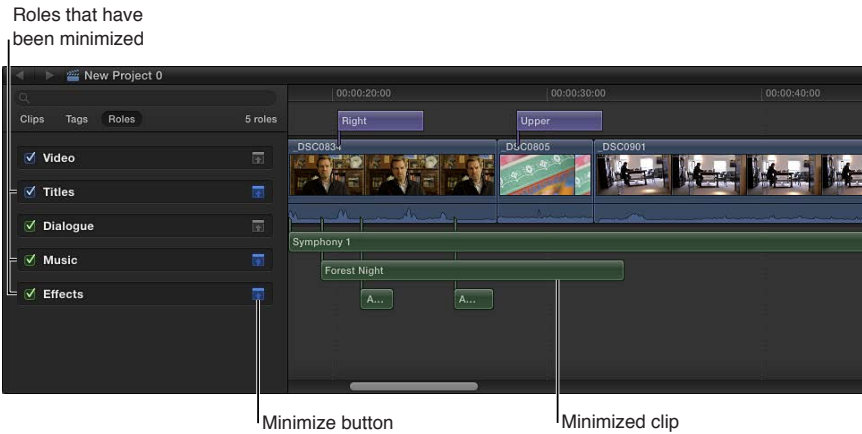 Roles that have
been minimized
New Project 0
00:00:20:00 00:00:30:00 00:00:40:00
Clips Tags Roles 5 roles
Right Upper
_DSC0834 _DSC0805 _DSC0901
Video
Titles
Dialogue
Symphony 1
Music
Forest Night
Effects
A... A...
Minimize button Minimized clip